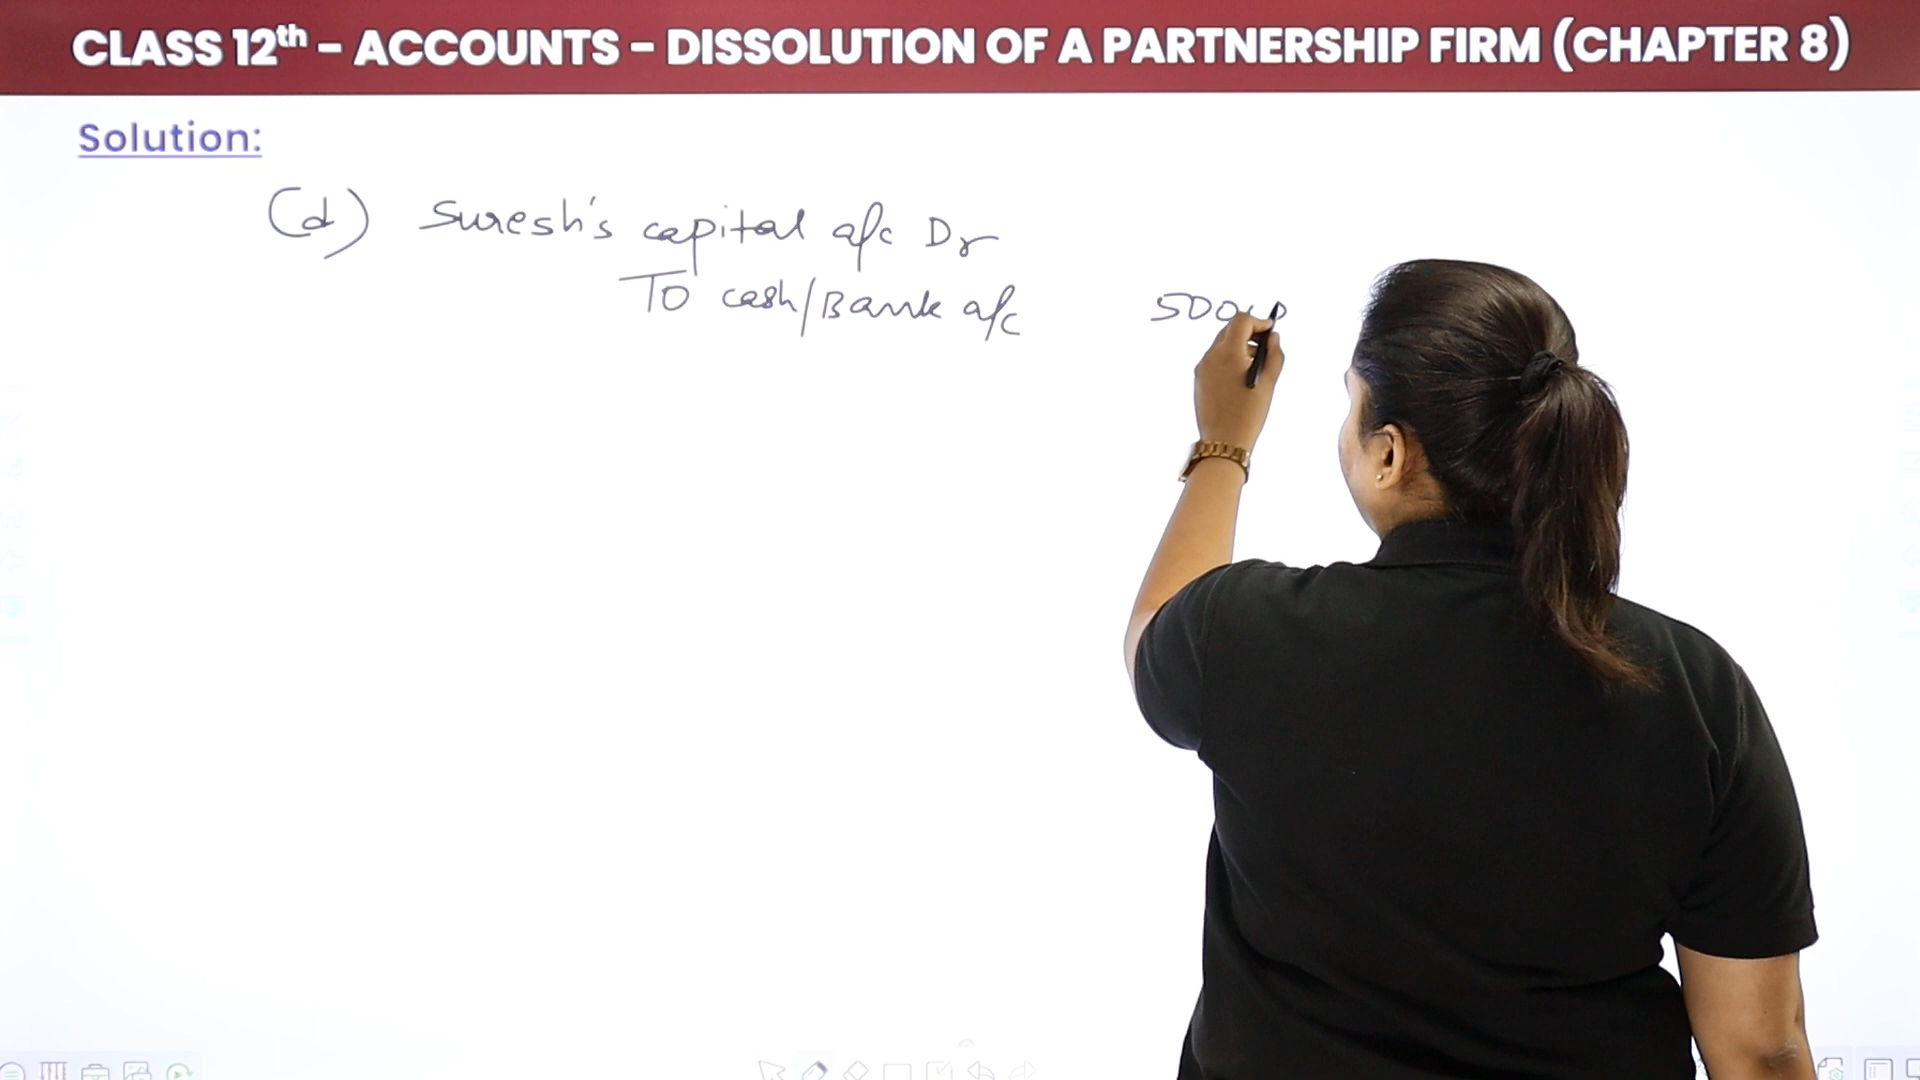 CLASS 12th – ACCOUNTS – DISSOLUTION OF A PARTNERSHIP FIRM (CHAPTER 8)
Solution:
(d) Suresh's capital a/c Dr
To cash/Bank a/c